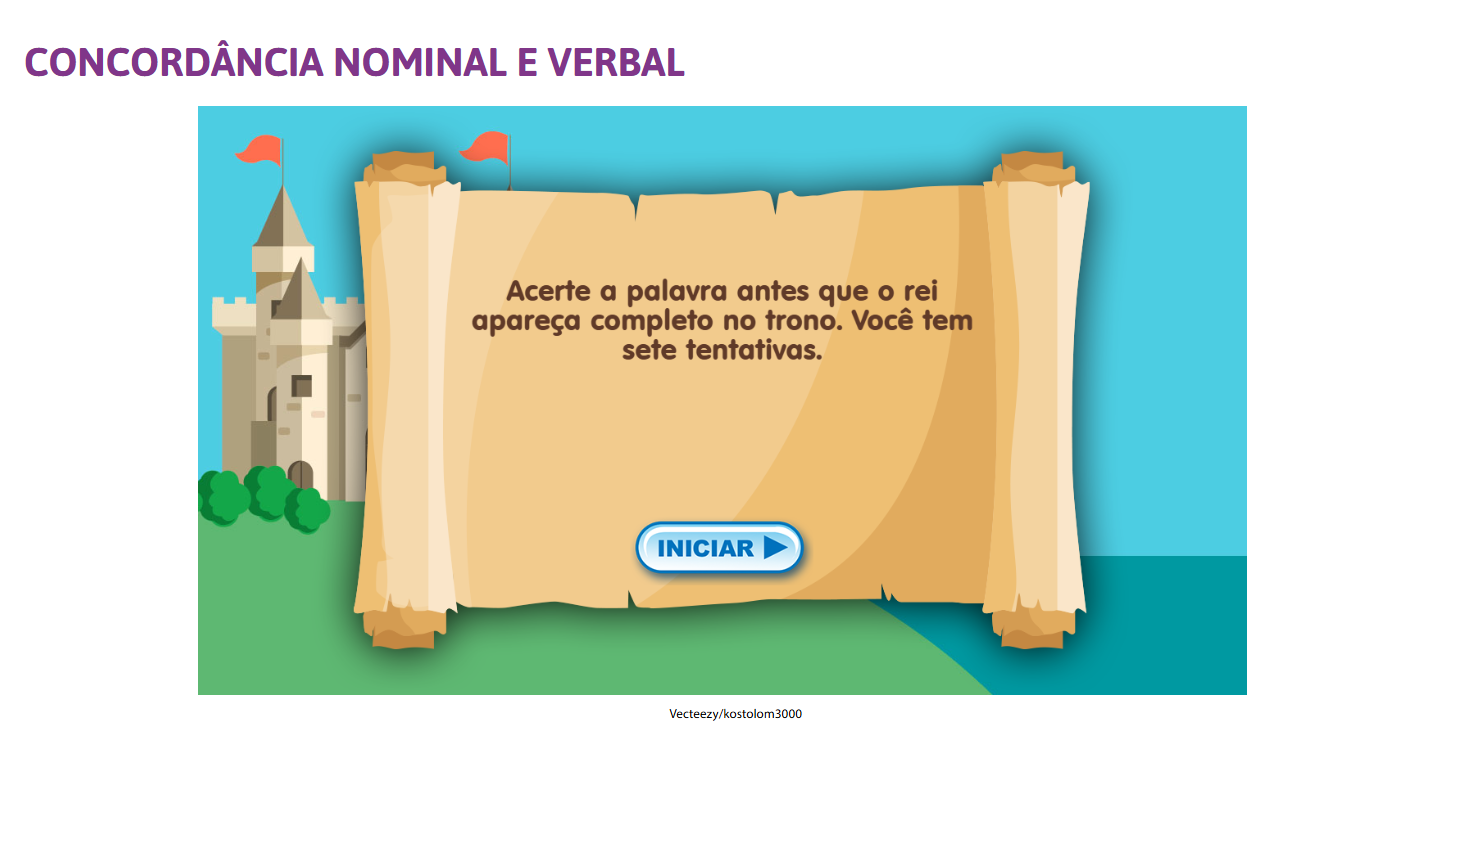 CONCORDÂNCIA NOMINAL E VERBAL
Acerte a palavra antes que o rei
apareça completo no trono. Você tem
sete tentativas.
INICIAR
Vecteezy/kostolom3000